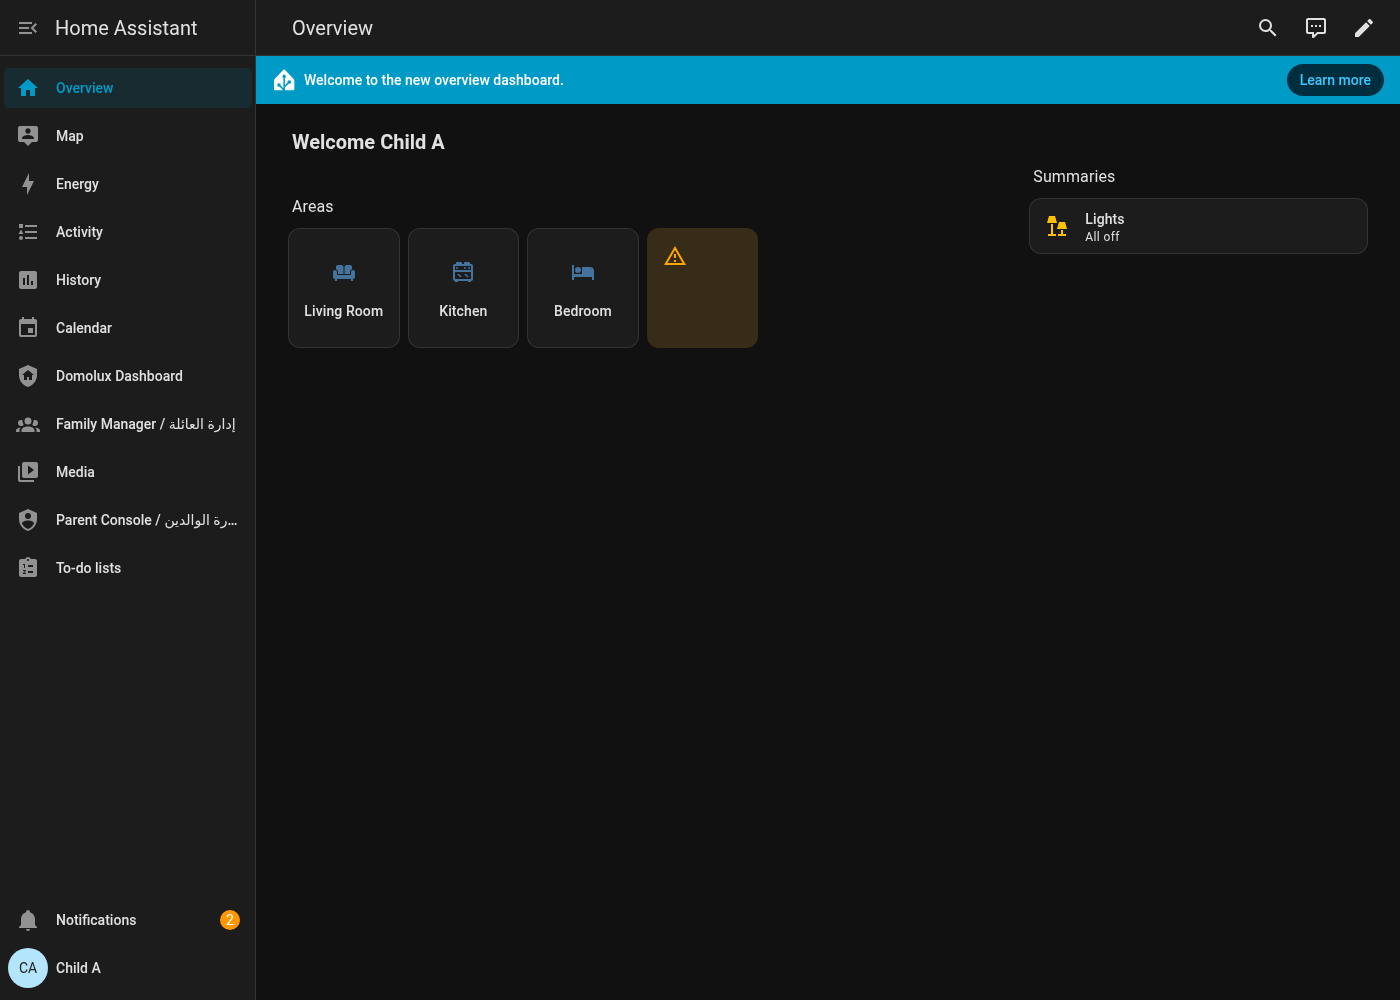 Home Assistant
Overview
Welcome to the new overview dashboard.
Learn more
Overview
Map
Energy
Activity
History
Calendar
Domolux Dashboard
Family Manager / إدارة العائلة
Media
Parent Console / رة الوالدين...
To-do lists
Notifications
2
CA
Child A
Welcome Child A
Areas
Living Room
Kitchen
Bedroom
Summaries
Lights
All off